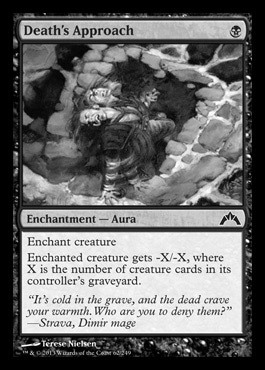 Death's Approach
Enchantment — Aura
Enchant creature
Enchanted creature gets -X/-X, where
X is the number of creature cards in its
controller's graveyard.
“It's cold in the grave, and the dead crave
your warmth. Who are you to deny them?”
—Strava, Dimir mage
Terese Nielsen
™ & © 2013 Wizards of the Coast 62/249